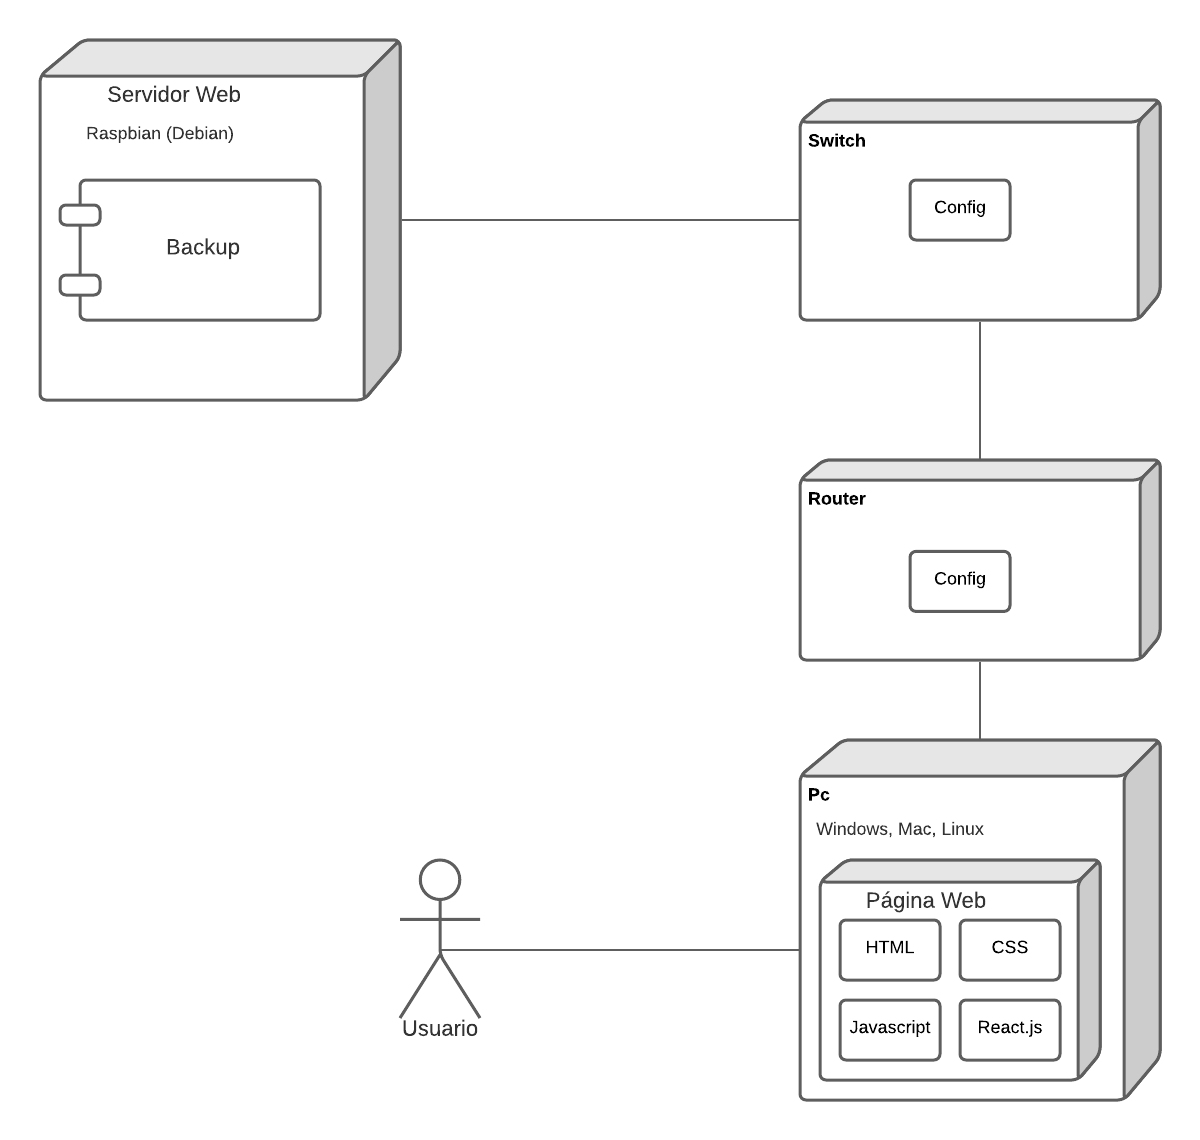 Servidor Web
Raspbian (Debian)
Backup
Switch
Config
Router
Config
Pc
Windows, Mac, Linux
Página Web
HTML
CSS
Javascript
React.js
Usuario